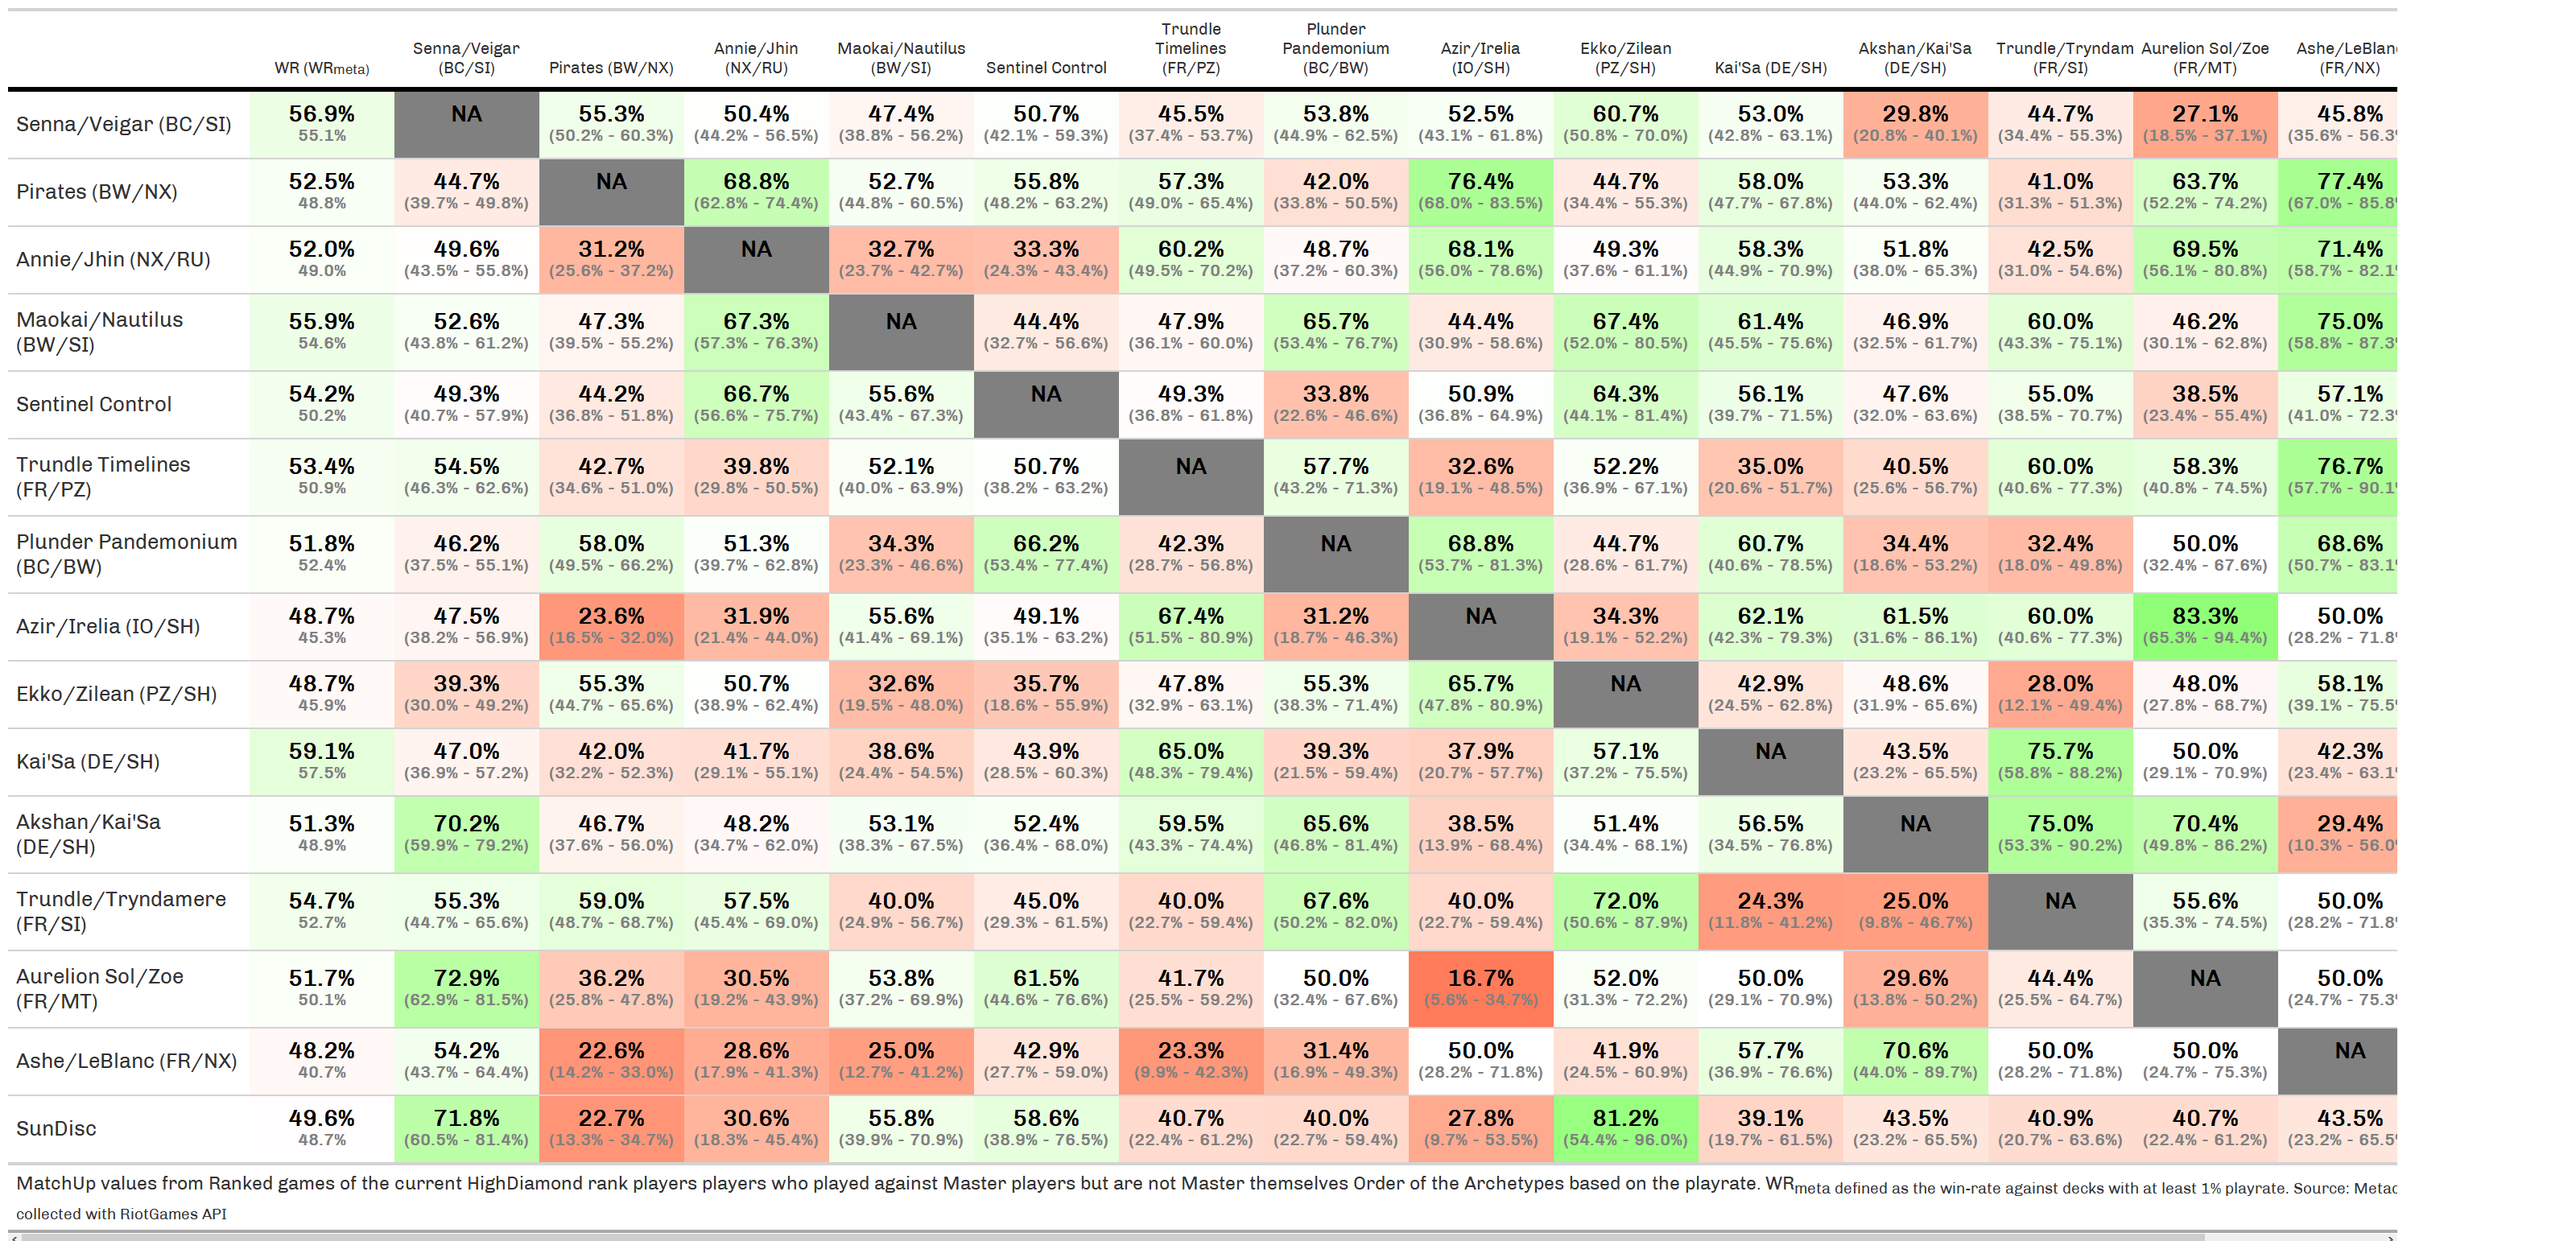 WR (WRmeta) Senna/Veigar (BC/SI) Pirates (BW/NX) Annie/Jhin (NX/RU) Maokai/Nautilus (BW/SI) Sentinel Control Trundle Timelines (FR/PZ) Plunder Pandemonium (BC/BW) Azir/Irelia (IO/SH) Ekko/Zilean (PZ/SH) Kai'Sa (DE/SH) Akshan/Kai'Sa (DE/SH) Trundle/Tryndam (FR/SI) Aurelion Sol/Zoe (FR/MT) Ashe/LeBlanc (FR/NX)
Senna/Veigar (BC/SI) 56.9% NA 55.3% 50.4% 47.4% 50.7% 45.5% 53.8% 52.5% 60.7% 53.0% 29.8% 44.7% 27.1% 45.8%
55.1% (50.2% - 60.3%) (44.2% - 56.5%) (38.8% - 56.2%) (42.1% - 59.3%) (37.4% - 53.7%) (44.9% - 62.5%) (43.1% - 61.8%) (50.8% - 70.0%) (42.8% - 63.1%) (20.8% - 40.1%) (34.4% - 55.3%) (18.5% - 37.1%) (35.6% - 56.3%
Pirates (BW/NX) 52.5% 44.7% NA 68.8% 52.7% 55.8% 57.3% 42.0% 76.4% 44.7% 58.0% 53.3% 41.0% 63.7% 77.4%
48.8% (39.7% - 49.8%) (62.8% - 74.4%) (44.8% - 60.5%) (48.2% - 63.2%) (49.0% - 65.4%) (33.8% - 50.5%) (68.0% - 83.5%) (34.4% - 55.3%) (47.7% - 67.8%) (44.0% - 62.4%) (31.3% - 51.3%) (52.2% - 74.2%) (67.0% - 85.8%
Annie/Jhin (NX/RU) 52.0% 49.6% 31.2% NA 32.7% 33.3% 60.2% 48.7% 68.1% 49.3% 58.3% 51.8% 42.5% 69.5% 71.4%
49.0% (43.5% - 55.8%) (25.6% - 37.2%) (23.7% - 42.7%) (24.3% - 43.4%) (49.5% - 70.2%) (37.2% - 60.3%) (56.0% - 78.6%) (37.6% - 61.1%) (44.9% - 70.9%) (38.0% - 65.3%) (31.0% - 54.6%) (56.1% - 80.8%) (58.7% - 82.1%
Maokai/Nautilus (BW/SI) 55.9% 52.6% 47.3% 67.3% NA 44.4% 47.9% 65.7% 44.4% 67.4% 61.4% 46.9% 60.0% 46.2% 75.0%
54.6% (43.8% - 61.2%) (39.5% - 55.2%) (57.3% - 76.3%) (32.7% - 56.6%) (36.1% - 60.0%) (53.4% - 76.7%) (30.9% - 58.6%) (52.0% - 80.5%) (45.5% - 75.6%) (32.5% - 61.7%) (43.3% - 75.1%) (30.1% - 62.8%) (58.8% - 87.3%
Sentinel Control 54.2% 49.3% 44.2% 66.7% 55.6% NA 49.3% 33.8% 50.9% 64.3% 56.1% 47.6% 55.0% 38.5% 57.1%
50.2% (40.7% - 57.9%) (36.8% - 51.8%) (56.6% - 75.7%) (43.4% - 67.3%) (36.8% - 61.8%) (22.6% - 46.6%) (36.8% - 64.9%) (44.1% - 81.4%) (39.7% - 71.5%) (32.0% - 63.6%) (38.5% - 70.7%) (23.4% - 55.4%) (41.0% - 72.3%
Trundle Timelines (FR/PZ) 53.4% 54.5% 42.7% 39.8% 52.1% 50.7% NA 57.7% 32.6% 52.2% 35.0% 40.5% 60.0% 58.3% 76.7%
50.9% (46.3% - 62.6%) (34.6% - 51.0%) (29.8% - 50.5%) (40.0% - 63.9%) (38.2% - 63.2%) (43.2% - 71.3%) (19.1% - 48.5%) (36.9% - 67.1%) (20.6% - 51.7%) (25.6% - 56.7%) (40.6% - 77.3%) (40.8% - 74.5%) (57.7% - 90.1%
Plunder Pandemonium (BC/BW) 51.8% 46.2% 58.0% 51.3% 34.3% 66.2% 42.3% NA 68.8% 44.7% 60.7% 34.4% 32.4% 50.0% 68.6%
52.4% (37.5% - 55.1%) (49.5% - 66.2%) (39.7% - 62.8%) (23.3% - 46.6%) (53.4% - 77.4%) (28.7% - 56.8%) (53.7% - 81.3%) (28.6% - 61.7%) (40.6% - 78.5%) (18.6% - 53.2%) (18.0% - 49.8%) (32.4% - 67.6%) (50.7% - 83.1%
Azir/Irelia (IO/SH) 48.7% 47.5% 23.6% 31.9% 55.6% 49.1% 67.4% 31.2% NA 34.3% 62.1% 61.5% 60.0% 83.3% 50.0%
45.3% (38.2% - 56.9%) (16.5% - 32.0%) (21.4% - 44.0%) (41.4% - 69.1%) (35.1% - 63.2%) (51.5% - 80.9%) (18.7% - 46.3%) (19.1% - 52.2%) (42.3% - 79.3%) (31.6% - 86.1%) (40.6% - 77.3%) (65.3% - 94.4%) (28.2% - 71.8%
Ekko/Zilean (PZ/SH) 48.7% 39.3% 55.3% 50.7% 32.6% 35.7% 47.8% 55.3% 65.7% NA 42.9% 48.6% 28.0% 48.0% 58.1%
45.9% (30.0% - 49.2%) (44.7% - 65.6%) (38.9% - 62.4%) (19.5% - 48.0%) (18.6% - 55.9%) (32.9% - 63.1%) (38.3% - 71.4%) (47.8% - 80.9%) (24.5% - 62.8%) (31.9% - 65.6%) (12.1% - 49.4%) (27.8% - 68.7%) (39.1% - 75.5%
Kai'Sa (DE/SH) 59.1% 47.0% 42.0% 41.7% 38.6% 43.9% 65.0% 39.3% 37.9% 57.1% NA 43.5% 75.7% 50.0% 42.3%
57.5% (36.9% - 57.2%) (32.2% - 52.3%) (29.1% - 55.1%) (24.4% - 54.5%) (28.5% - 60.3%) (48.3% - 79.4%) (21.5% - 59.4%) (20.7% - 57.7%) (37.2% - 75.5%) (23.2% - 65.5%) (58.8% - 88.2%) (29.1% - 70.9%) (23.4% - 63.1%
Akshan/Kai'Sa (DE/SH) 51.3% 70.2% 46.7% 48.2% 53.1% 52.4% 59.5% 65.6% 38.5% 51.4% 56.5% NA 75.0% 70.4% 29.4%
48.9% (59.9% - 79.2%) (37.6% - 56.0%) (34.7% - 62.0%) (38.3% - 67.5%) (36.4% - 68.0%) (43.3% - 74.4%) (46.8% - 81.4%) (13.9% - 68.4%) (34.4% - 68.1%) (34.5% - 76.8%) (53.3% - 90.2%) (49.8% - 86.2%) (10.3% - 56.0%
Trundle/Tryndamere (FR/SI) 54.7% 55.3% 59.0% 57.5% 40.0% 45.0% 40.0% 67.6% 40.0% 72.0% 24.3% 25.0% NA 55.6% 50.0%
52.7% (44.7% - 65.6%) (48.7% - 68.7%) (45.4% - 69.0%) (24.9% - 56.7%) (29.3% - 61.5%) (22.7% - 59.4%) (50.2% - 82.0%) (22.7% - 59.4%) (50.6% - 87.9%) (11.8% - 41.2%) (9.8% - 46.7%) (35.3% - 74.5%) (28.2% - 71.8%
Aurelion Sol/Zoe (FR/MT) 51.7% 72.9% 36.2% 30.5% 53.8% 61.5% 41.7% 50.0% 16.7% 52.0% 50.0% 29.6% 44.4% NA 50.0%
50.1% (62.9% - 81.5%) (25.8% - 47.8%) (19.2% - 43.9%) (37.2% - 69.9%) (44.6% - 76.6%) (25.5% - 59.2%) (32.4% - 67.6%) (5.6% - 34.7%) (31.3% - 72.2%) (29.1% - 70.9%) (13.8% - 50.2%) (25.5% - 64.7%) (24.7% - 75.3%
Ashe/LeBlanc (FR/NX) 48.2% 54.2% 22.6% 28.6% 25.0% 42.9% 23.3% 31.4% 50.0% 41.9% 57.7% 70.6% 50.0% 50.0% NA
40.7% (43.7% - 64.4%) (14.2% - 33.0%) (17.9% - 41.3%) (12.7% - 41.2%) (27.7% - 59.0%) (9.9% - 42.3%) (16.9% - 49.3%) (28.2% - 71.8%) (24.5% - 60.9%) (36.9% - 76.6%) (44.0% - 89.7%) (28.2% - 71.8%) (24.7% - 75.3%)
SunDisc 49.6% 71.8% 22.7% 30.6% 55.8% 58.6% 40.7% 40.0% 27.8% 81.2% 39.1% 43.5% 40.9% 40.7% 43.5%
48.7% (60.5% - 81.4%) (13.3% - 34.7%) (18.3% - 45.4%) (39.9% - 70.9%) (38.9% - 76.5%) (22.4% - 61.2%) (22.7% - 59.4%) (9.7% - 53.5%) (54.4% - 96.0%) (19.7% - 61.5%) (23.2% - 65.5%) (20.7% - 63.6%) (22.4% - 61.2%) (23.2% - 65.5%
MatchUp values from Ranked games of the current HighDiamond rank players players who played against Master players but are not Master themselves Order of the Archetypes based on the playrate. WRmeta defined as the win-rate against decks with at least 1% playrate. Source: Metac
collected with RiotGames API